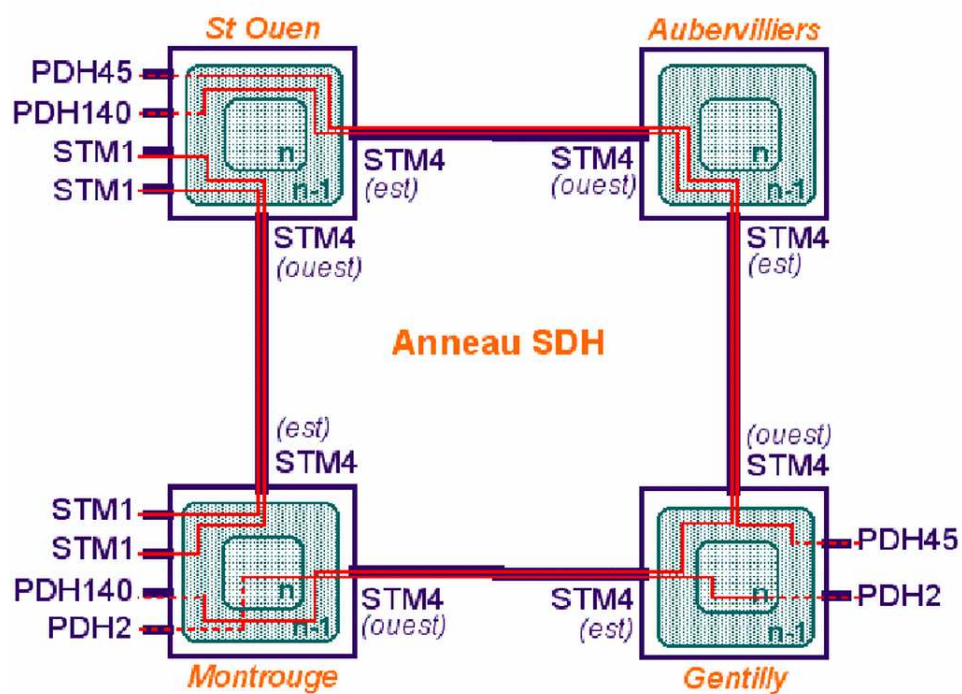 St Ouen
Aubervilliers
PDH45
PDH140
STM1
STM1
n
n-1
STM4
(est)
STM4
(ouest)
n
n-1
STM4
(ouest)
STM4
(est)
Anneau SDH
(est)
STM4
(ouest)
STM4
STM1
STM1
PDH140
PDH2
n
n-1
STM4
(ouest)
STM4
(est)
n
n-1
PDH45
PDH2
Montrouge
Gentilly